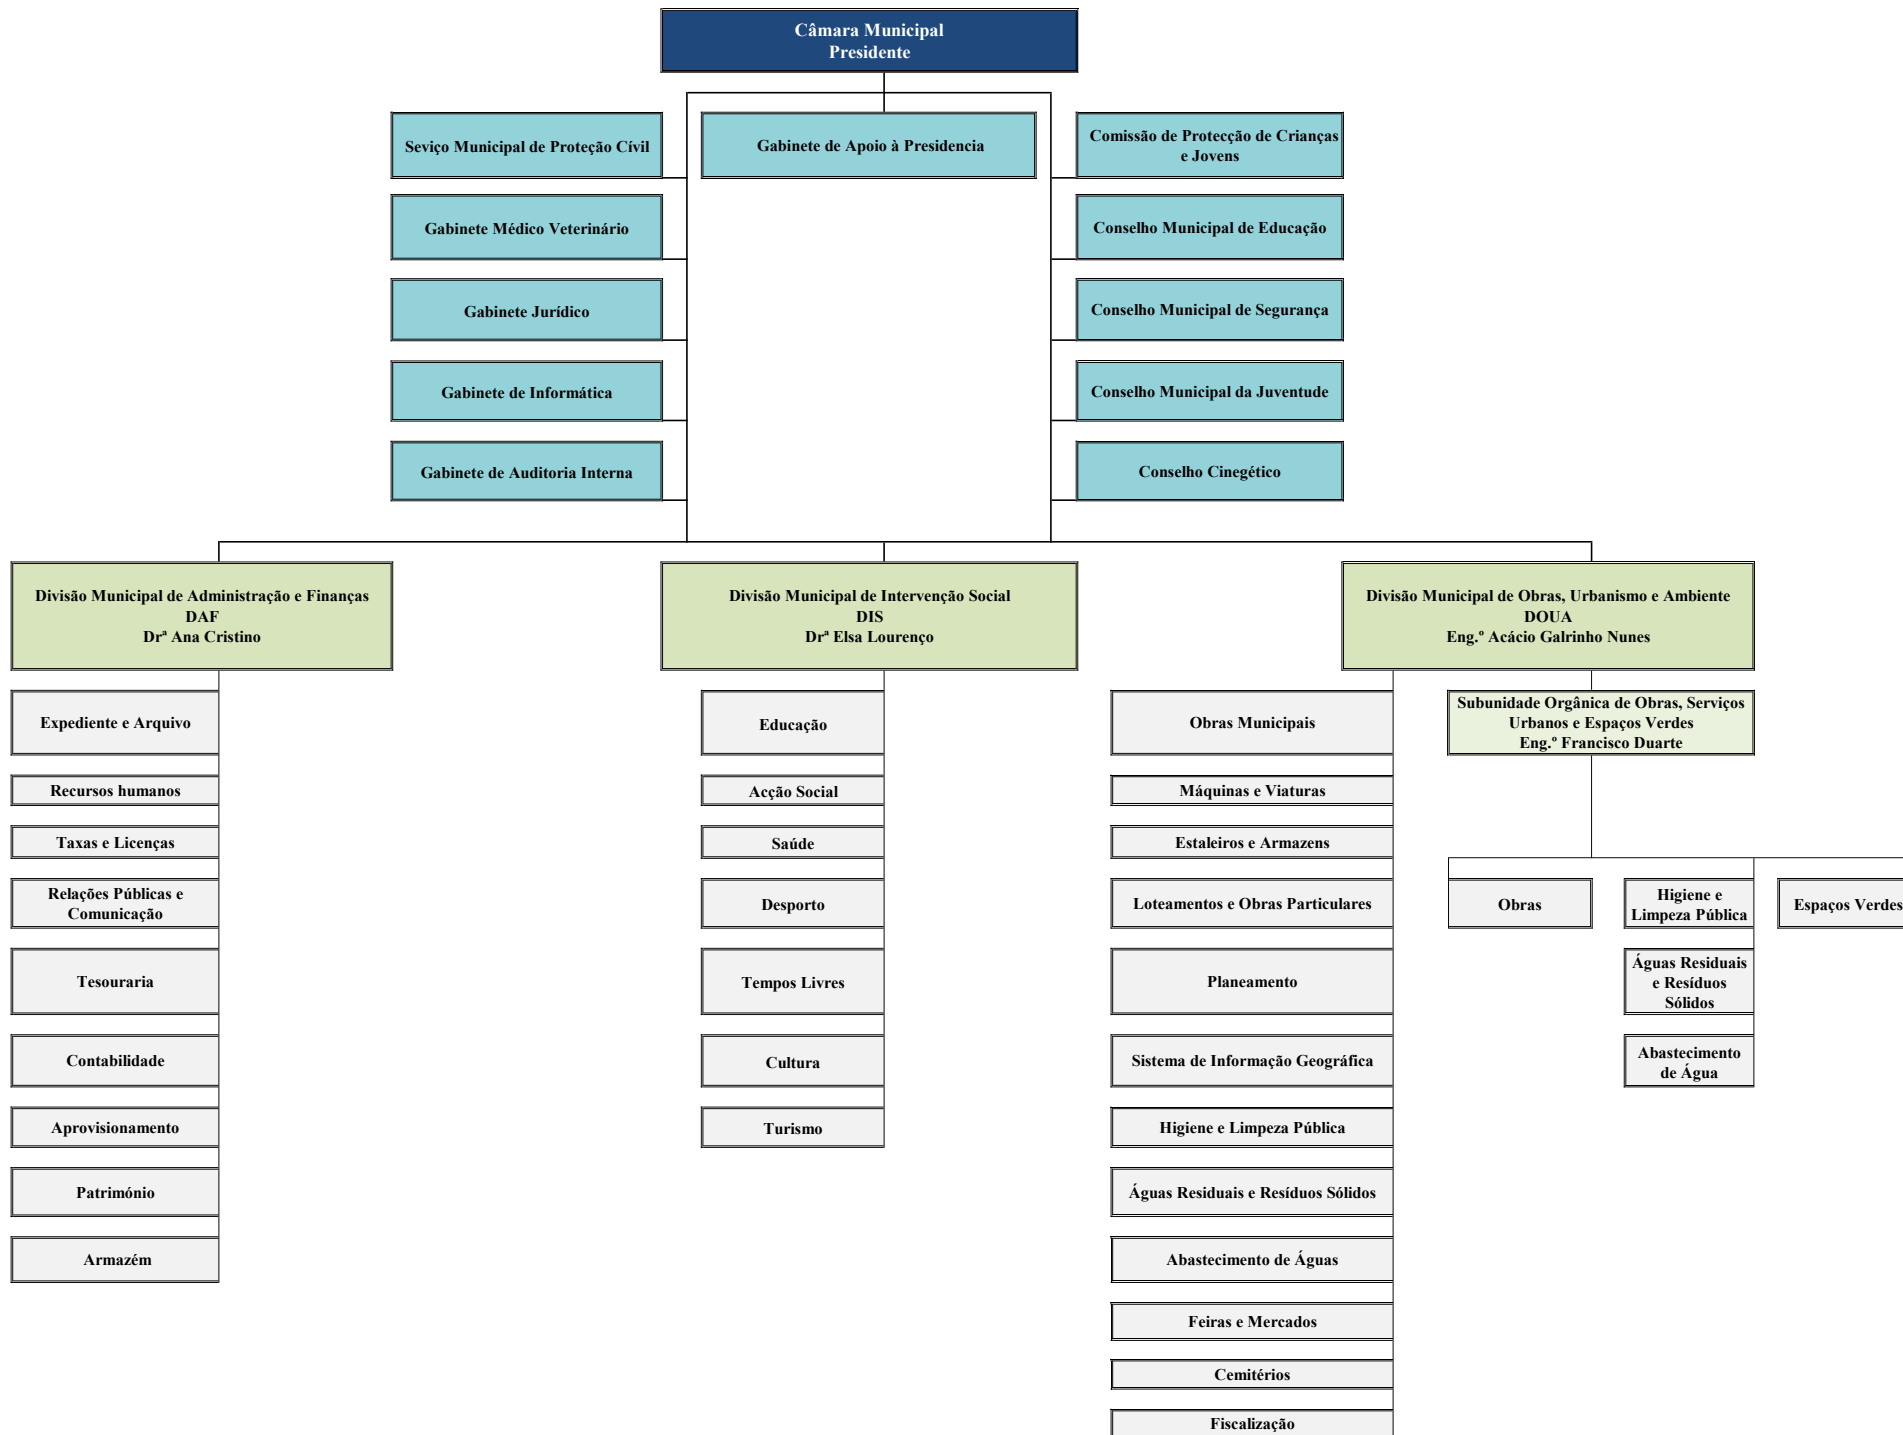 Câmara Municipal
Presidente
Seviço Municipal de Proteção Cívil
Gabinete de Apoio à Presidencia
Comissão de Protecção de Crianças
e Jovens
Gabinete Médico Veterinário
Conselho Municipal de Educação
Gabinete Jurídico
Conselho Municipal de Segurança
Gabinete de Informática
Conselho Municipal da Juventude
Gabinete de Auditoria Interna
Conselho Cinegético
Divisão Municipal de Administração e Finanças
DAF
Drª Ana Cristino
Divisão Municipal de Intervenção Social
DIS
Drª Elsa Lourenço
Divisão Municipal de Obras, Urbanismo e Ambiente
DOUA
Eng.º Acácio Galrinho Nunes
Expediente e Arquivo
Recursos humanos
Taxas e Licenças
Relações Públicas e
Comunicação
Tesouraria
Contabilidade
Aprovisionamento
Património
Armazém
Educação
Acção Social
Saúde
Desporto
Tempos Livres
Cultura
Turismo
Obras Municipais
Máquinas e Viaturas
Estaleiros e Armazens
Loteamentos e Obras Particulares
Planeamento
Sistema de Informação Geográfica
Higiene e Limpeza Pública
Águas Residuais e Resíduos Sólidos
Abastecimento de Águas
Feiras e Mercados
Cemitérios
Fiscalização
Subunidade Orgânica de Obras, Serviços
Urbanos e Espaços Verdes
Eng.º Francisco Duarte
Obras
Higiene e
Limpeza Pública
Águas Residuais
e Resíduos
Sólidos
Abastecimento
de Água
Espaços Verdes